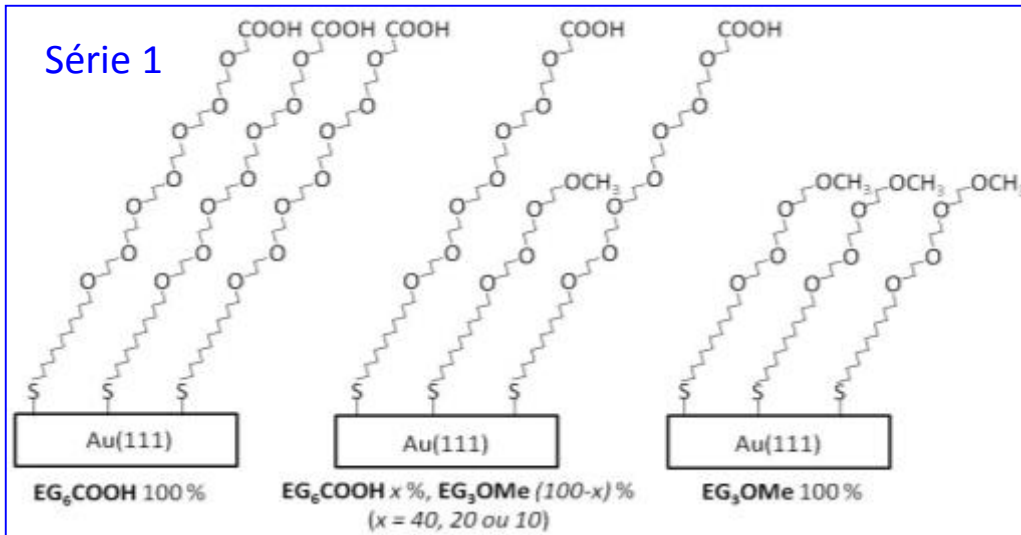 Série 1
COOH COOH COOH
COOH
COOH
O O O O O
O O O O O
O O O O O
O O O O O
OCH3
OCH3 OCH3 OCH3
O O O O O O O O O
O O O O O O O O O
O O O O O O O O O
S S S S S S S S S
Au(111) Au(111) Au(111)
EG6COOH 100 %
EG6COOH x %, EG3OMe (100-x) %
(x = 40, 20 ou 10)
EG3OMe 100 %